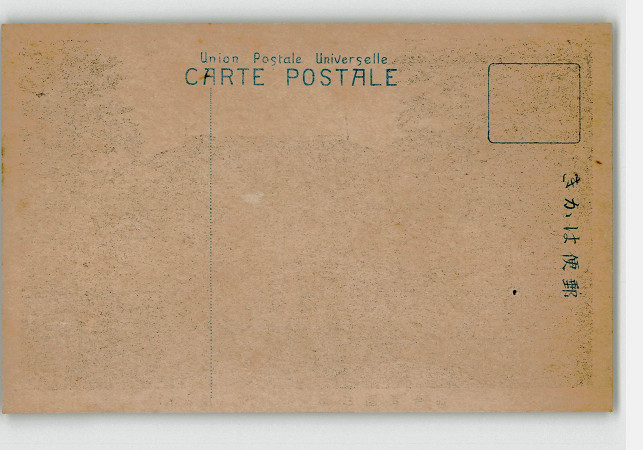 Union Postale Universelle
CARTE POSTALE
きかは便郵